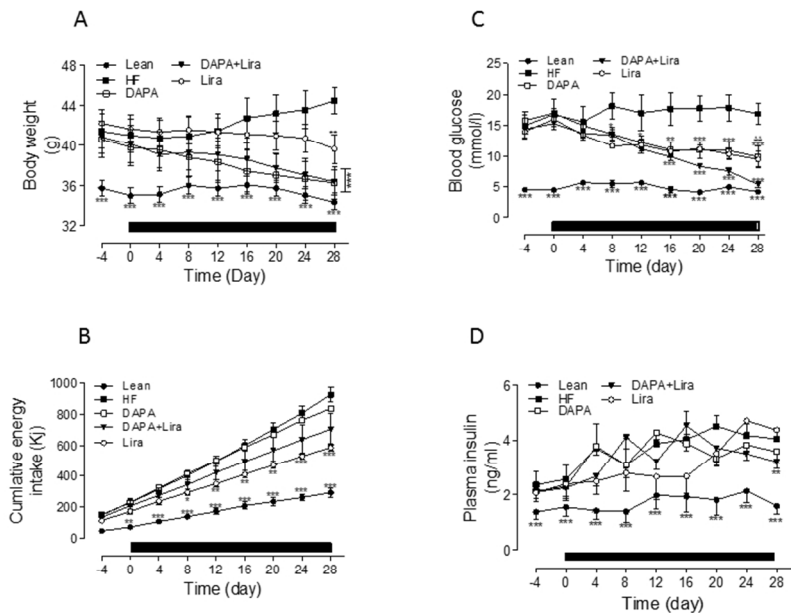 A
Lean
HF
DAPA
DAPA+Lira
Lira
48
44
40
36
32
Body weight
(g)
***
***
***
***
***
***
***
***
***
***
**
-4 0 4 8 12 16 20 24 28
Time (Day)
C
Lean
HF
DAPA
DAPA+Lira
Lira
25
20
15
10
5
0
Blood glucose
(mmol/l)
***
***
***
***
***
***
***
***
***
**
***
***
***
***
-4 0 4 8 12 16 20 24 28
Time (day)
B
Lean
HF
DAPA
DAPA+Lira
Lira
1000
800
600
400
200
0
Cumlative energy
intake (Kj)
**
***
***
***
***
***
***
***
*
**
**
**
***
***
-4 0 4 8 12 16 20 24 28
Time (day)
D
Lean
HF
DAPA
DAPA+Lira
Lira
6
4
2
0
Plasma insulin
(ng/ml)
***
***
***
***
***
***
***
***
***
**
-4 0 4 8 12 16 20 24 28
Time (day)